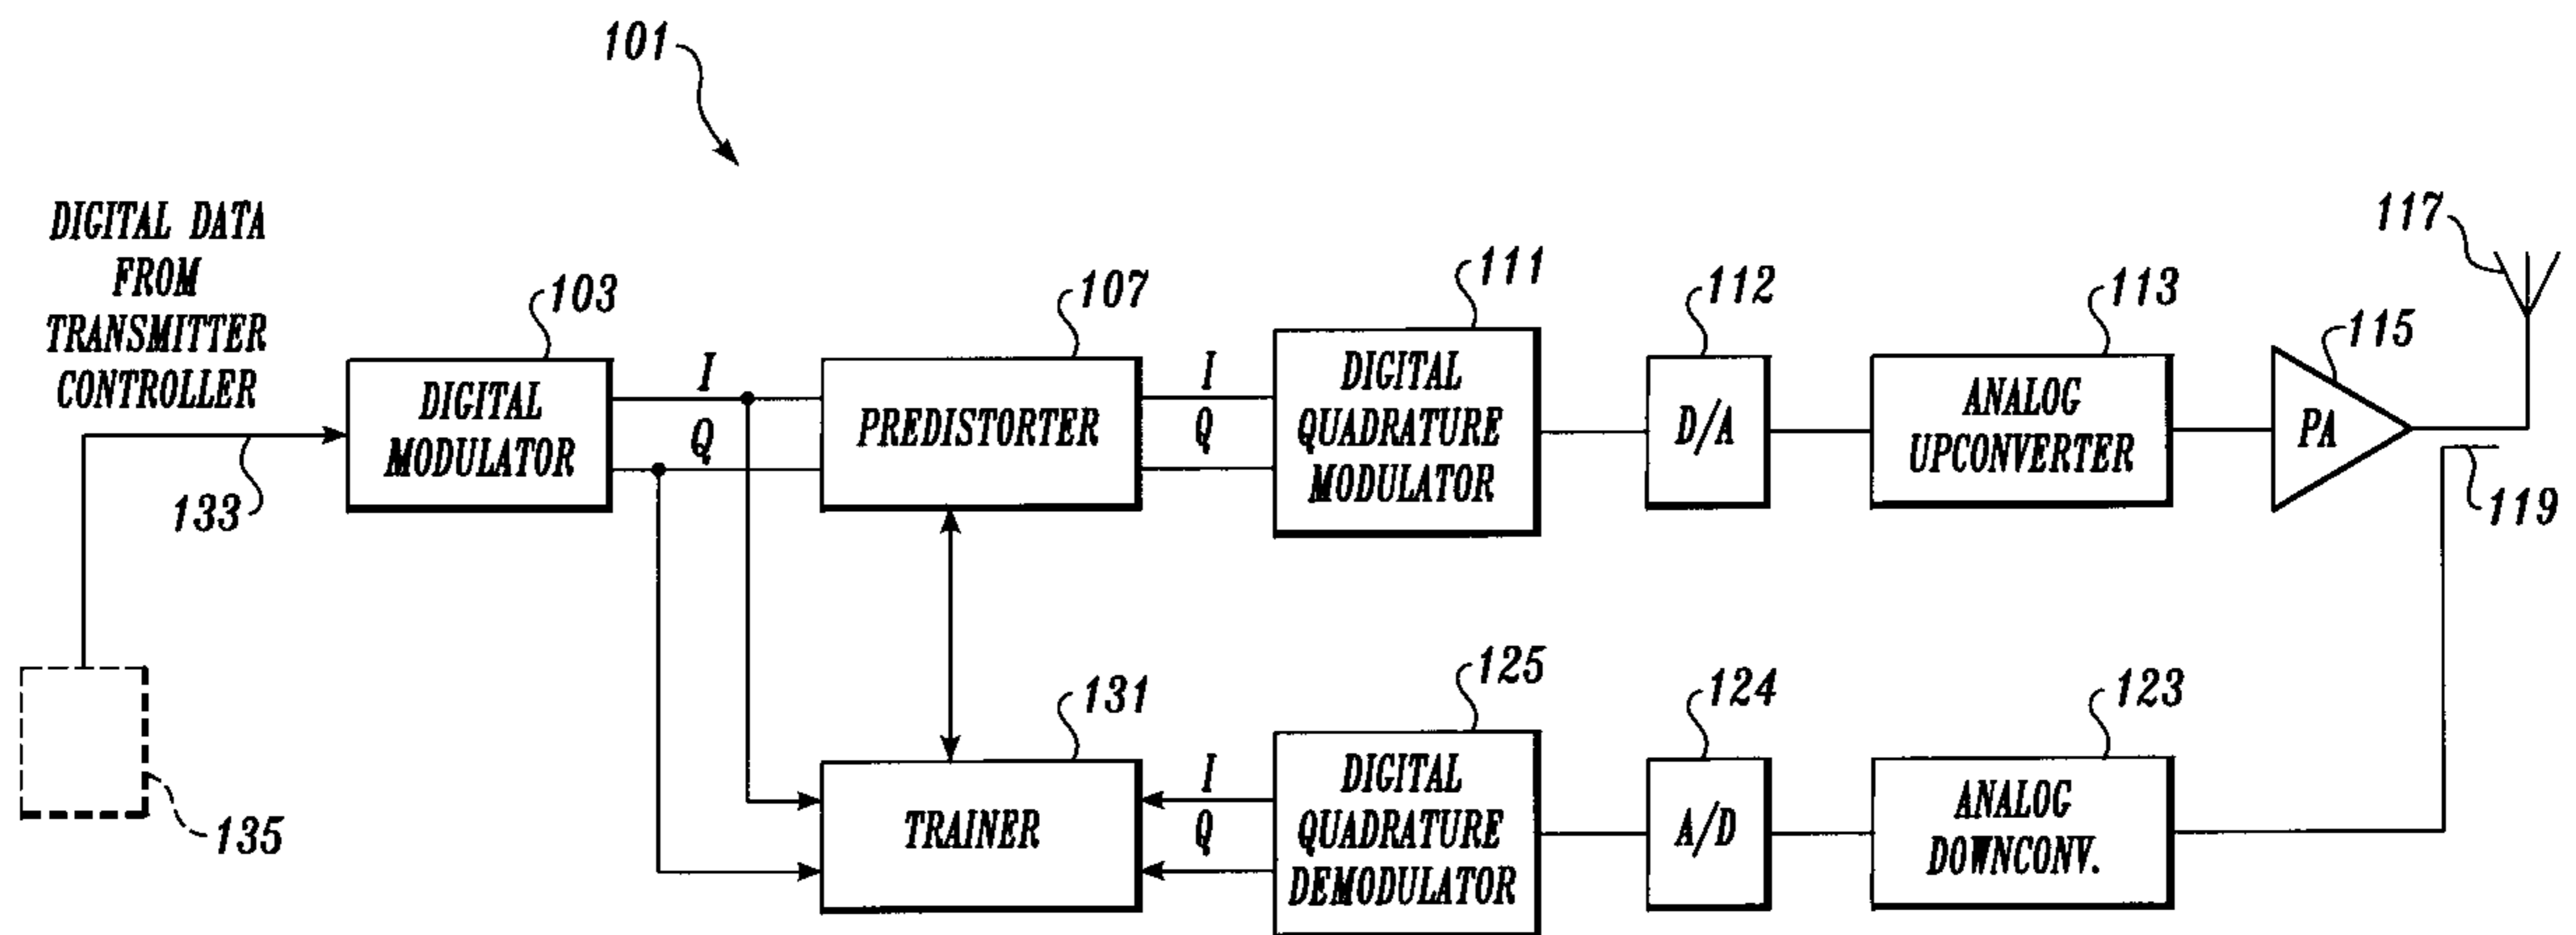 101
DIGITAL DATA
FROM
TRANSMITTER
CONTROLLER
133
135
103
DIGITAL
MODULATOR
I
Q
107
PREDISTORTER
I
Q
111
DIGITAL
QUADRATURE
MODULATOR
112
D/A
113
ANALOG
UPCONVERTER
115
PA
117
119
131
TRAINER
I
Q
125
DIGITAL
QUADRATURE
DEMODULATOR
124
A/D
123
ANALOG
DOWNCONV.